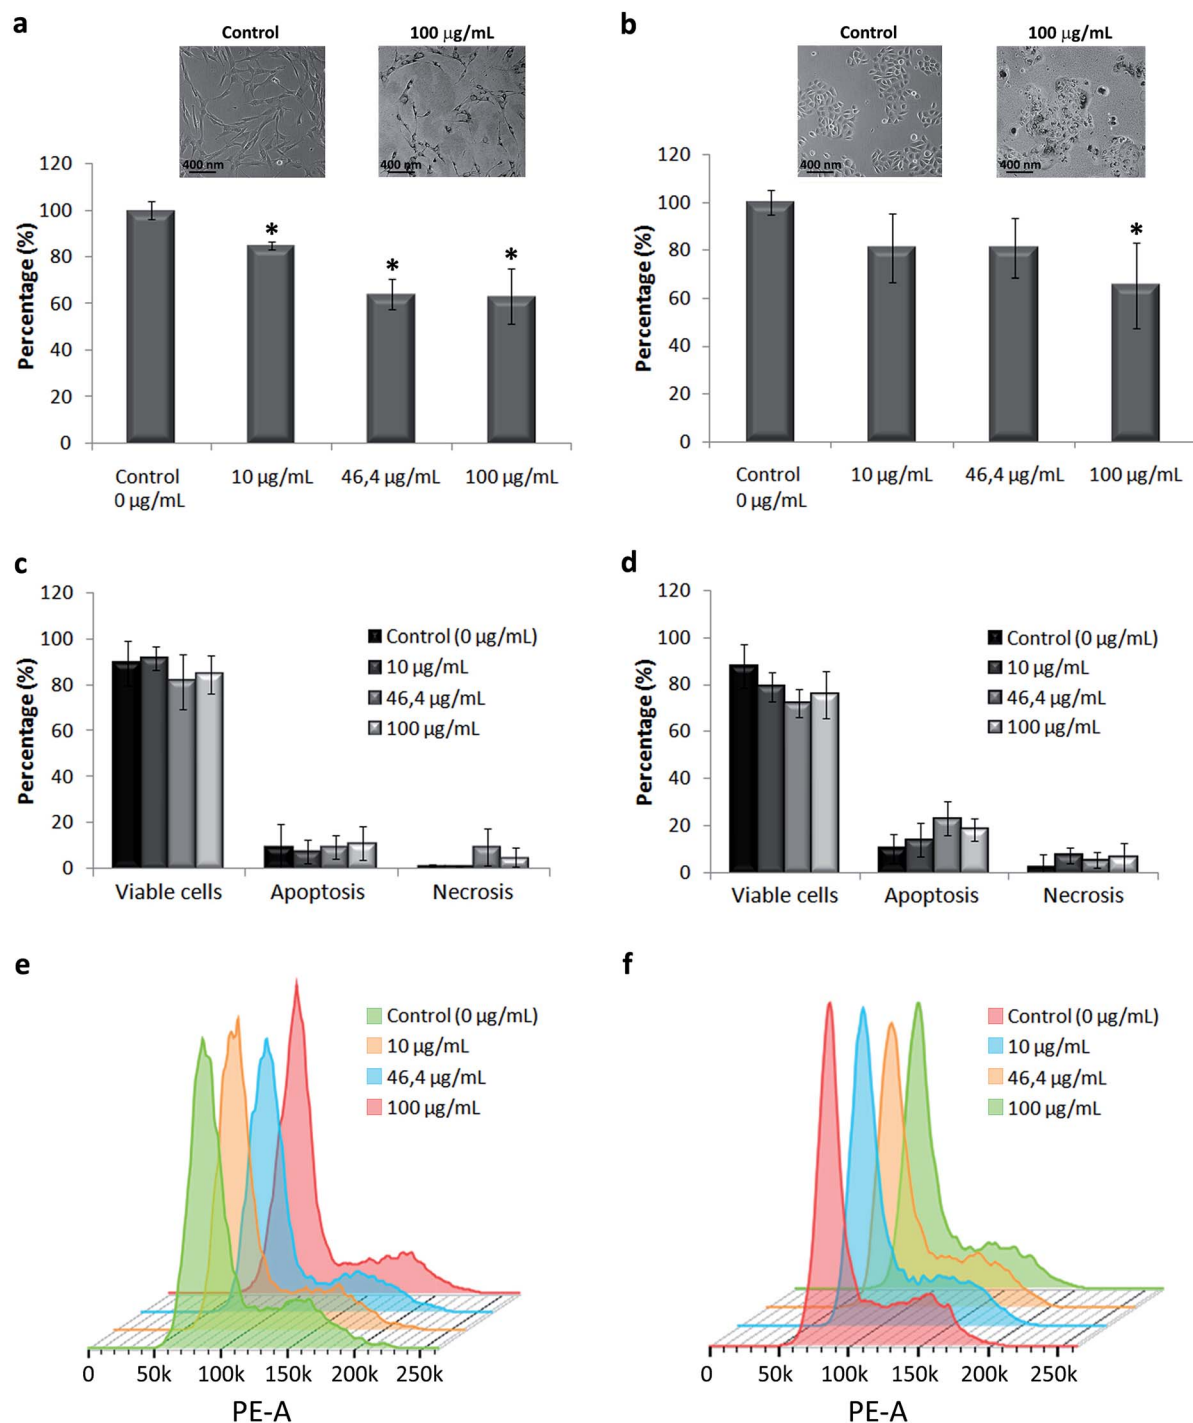 a
Control
100 µg/mL
400 nm
400 nm
Percentage (%)
120
100
80
60
40
20
0
*
*
*
Control
0 µg/mL
10 µg/mL
46,4 µg/mL
100 µg/mL
b
Control
100 µg/mL
400 nm
400 nm
Percentage (%)
120
100
80
60
40
20
0
*
Control
0 µg/mL
10 µg/mL
46,4 µg/mL
100 µg/mL
c
Percentage (%)
120
100
80
60
40
20
0
Control (0 µg/mL)
10 µg/mL
46,4 µg/mL
100 µg/mL
Viable cells
Apoptosis
Necrosis
d
Percentage (%)
120
100
80
60
40
20
0
Control (0 µg/mL)
10 µg/mL
46,4 µg/mL
100 µg/mL
Viable cells
Apoptosis
Necrosis
e
Control (0 µg/mL)
10 µg/mL
46,4 µg/mL
100 µg/mL
0 50k 100k 150k 200k 250k
PE-A
f
Control (0 µg/mL)
10 µg/mL
46,4 µg/mL
100 µg/mL
0 50k 100k 150k 200k 250k
PE-A